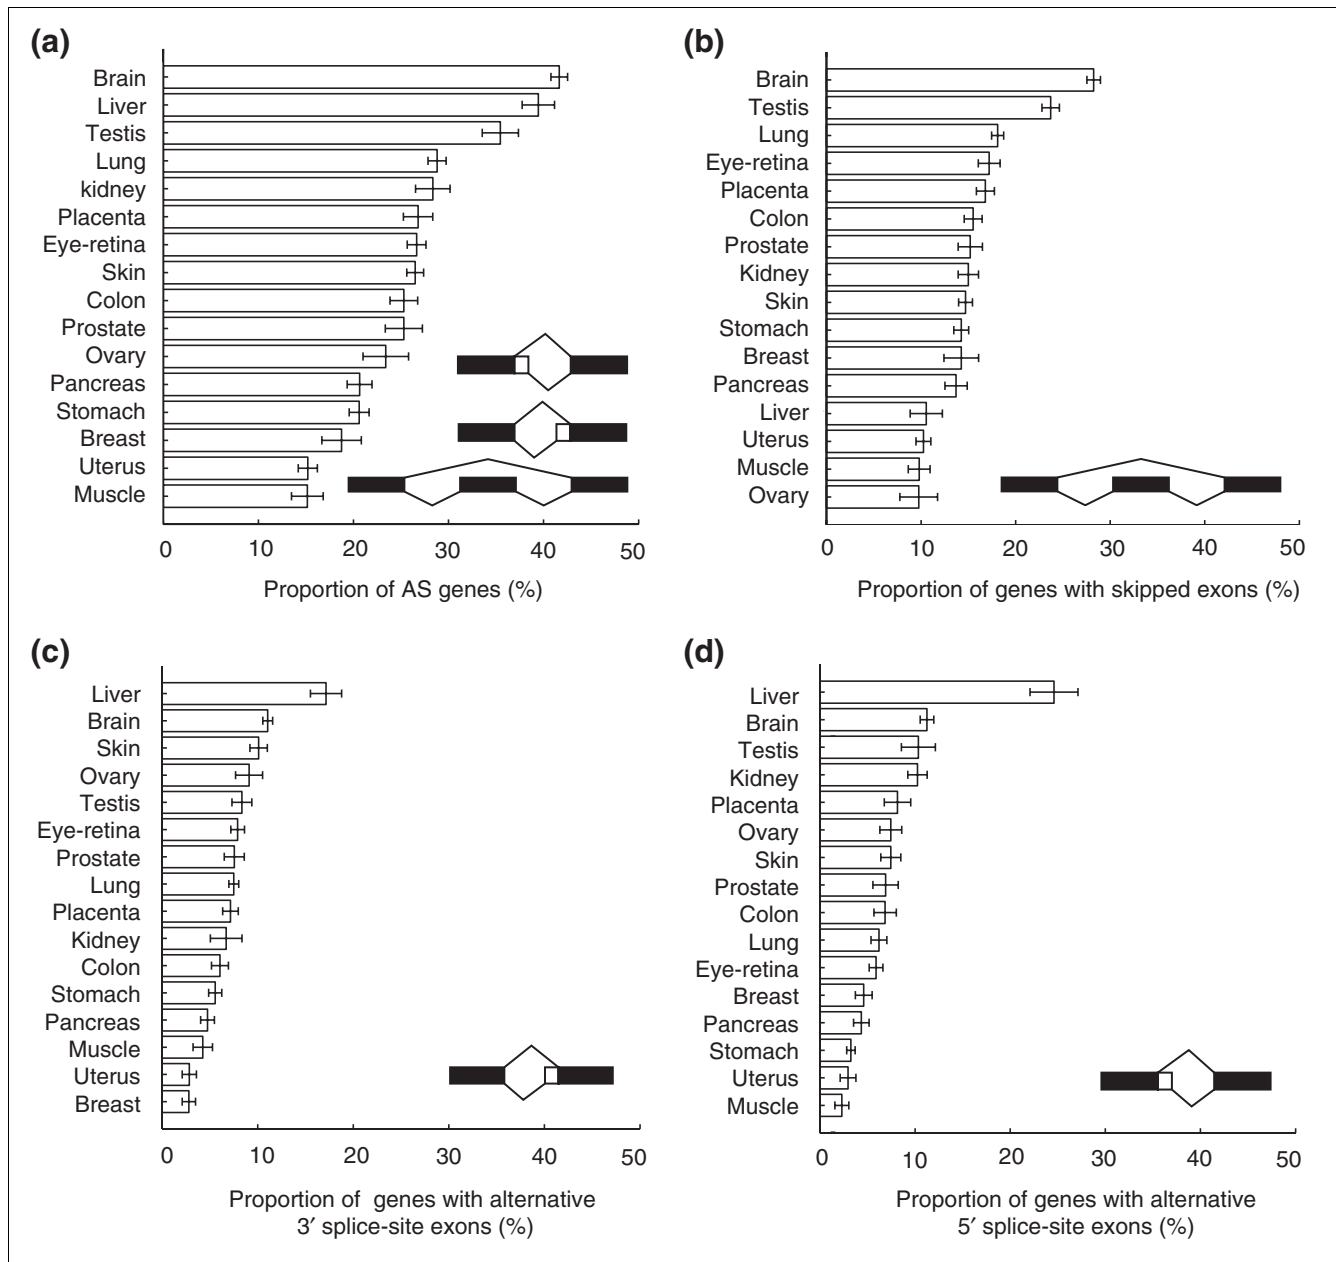 (a)
Brain
Liver
Testis
Lung
kidney
Placenta
Eye-retina
Skin
Colon
Prostate
Ovary
Pancreas
Stomach
Breast
Uterus
Muscle
0 10 20 30 40 50
Proportion of AS genes (%)
(b)
Brain
Testis
Lung
Eye-retina
Placenta
Colon
Prostate
Kidney
Skin
Stomach
Breast
Pancreas
Liver
Uterus
Muscle
Ovary
0 10 20 30 40 50
Proportion of genes with skipped exons (%)
(c)
Liver
Brain
Skin
Ovary
Testis
Eye-retina
Prostate
Lung
Placenta
Kidney
Colon
Stomach
Pancreas
Muscle
Uterus
Breast
0 10 20 30 40 50
Proportion of genes with alternative
3′ splice-site exons (%)
(d)
Liver
Brain
Testis
Kidney
Placenta
Ovary
Skin
Prostate
Colon
Lung
Eye-retina
Breast
Pancreas
Stomach
Uterus
Muscle
0 10 20 30 40 50
Proportion of genes with alternative
5′ splice-site exons (%)